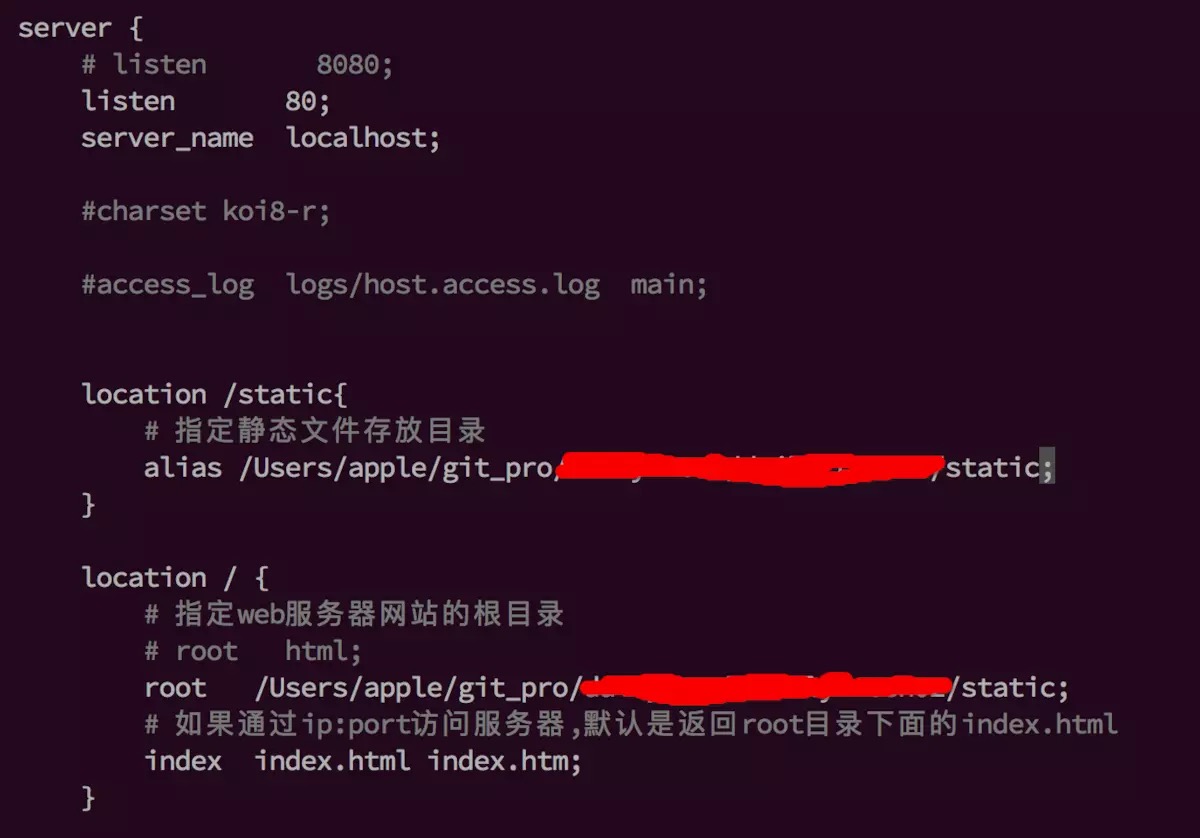 server {
# listen 8080;
listen 80;
server_name localhost;
#charset koi8-r;
#access_log logs/host.access.log main;
location /static{
# 指定静态文件存放目录
alias /Users/apple/git_pro/ /static;
}
location / {
# 指定web服务器网站的根目录
# root html;
root /Users/apple/git_pro/ /static;
# 如果通过ip:port访问服务器,默认是返回root目录下面的index.html
index index.html index.htm;
}